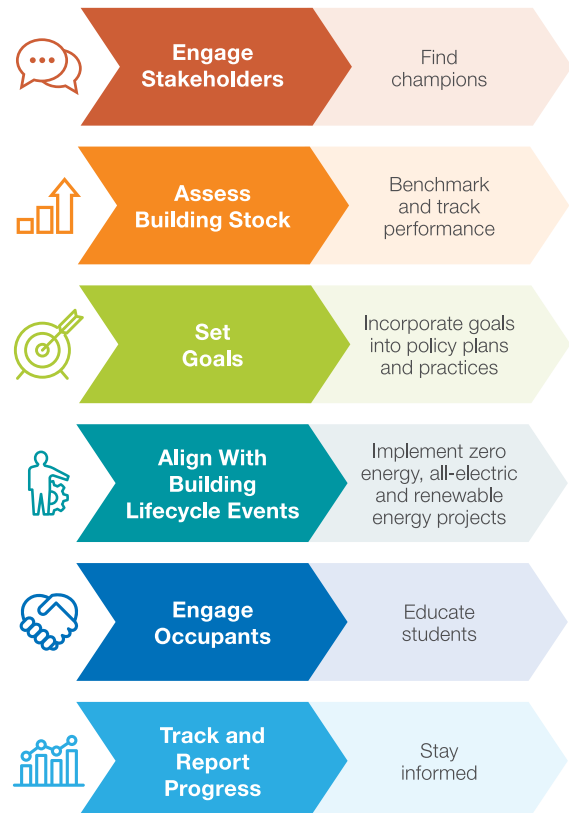 Engage
Stakeholders
Find
champions
Assess
Building Stock
Benchmark
and track
performance
Set
Goals
Incorporate goals
into policy plans
and practices
Align With
Building
Lifecycle Events
Implement zero
energy, all-electric
and renewable
energy projects
Engage
Occupants
Educate
students
Track and
Report
Progress
Stay
informed